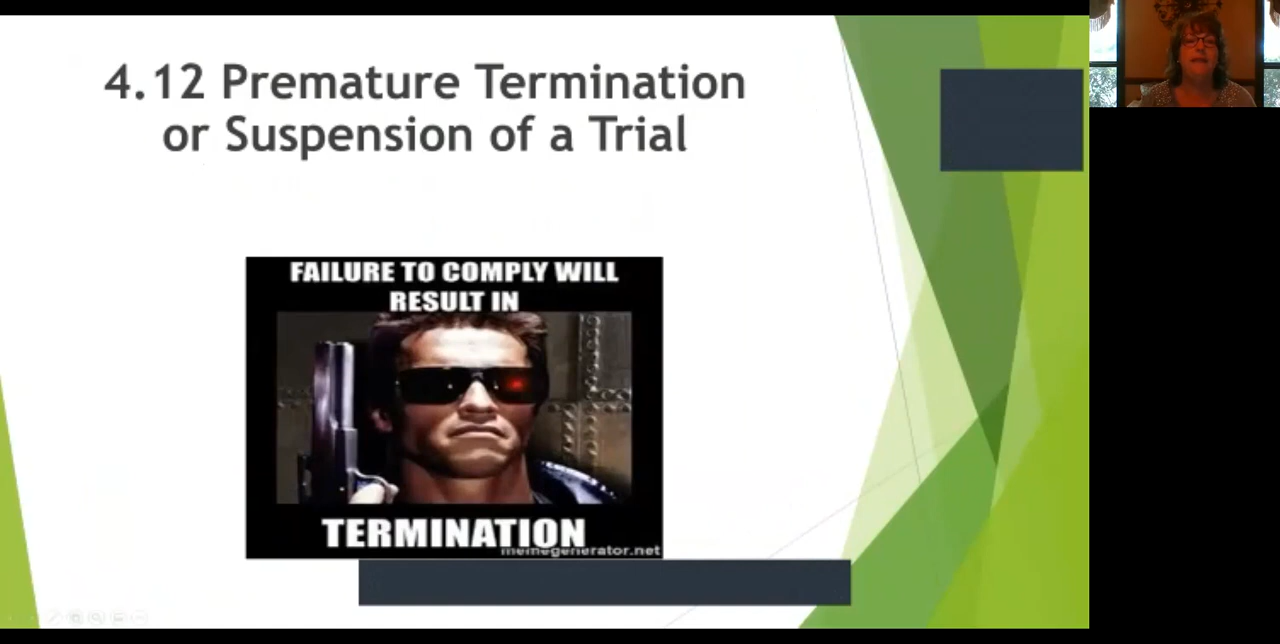 4.12 Premature Termination
or Suspension of a Trial
FAILURE TO COMPLY WILL
RESULT IN
TERMINATION
memegenerator.net